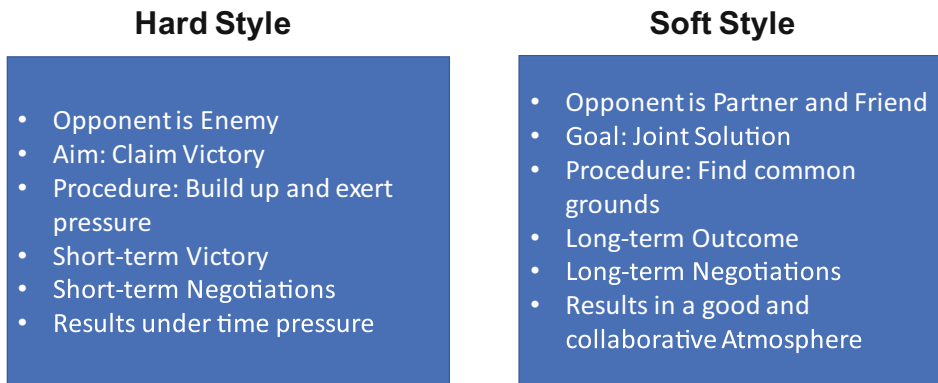 Hard Style
• Opponent is Enemy
• Aim: Claim Victory
• Procedure: Build up and exert
pressure
• Short-term Victory
• Short-term Negotiations
• Results under time pressure
Soft Style
• Opponent is Partner and Friend
• Goal: Joint Solution
• Procedure: Find common
grounds
• Long-term Outcome
• Long-term Negotiations
• Results in a good and
collaborative Atmosphere